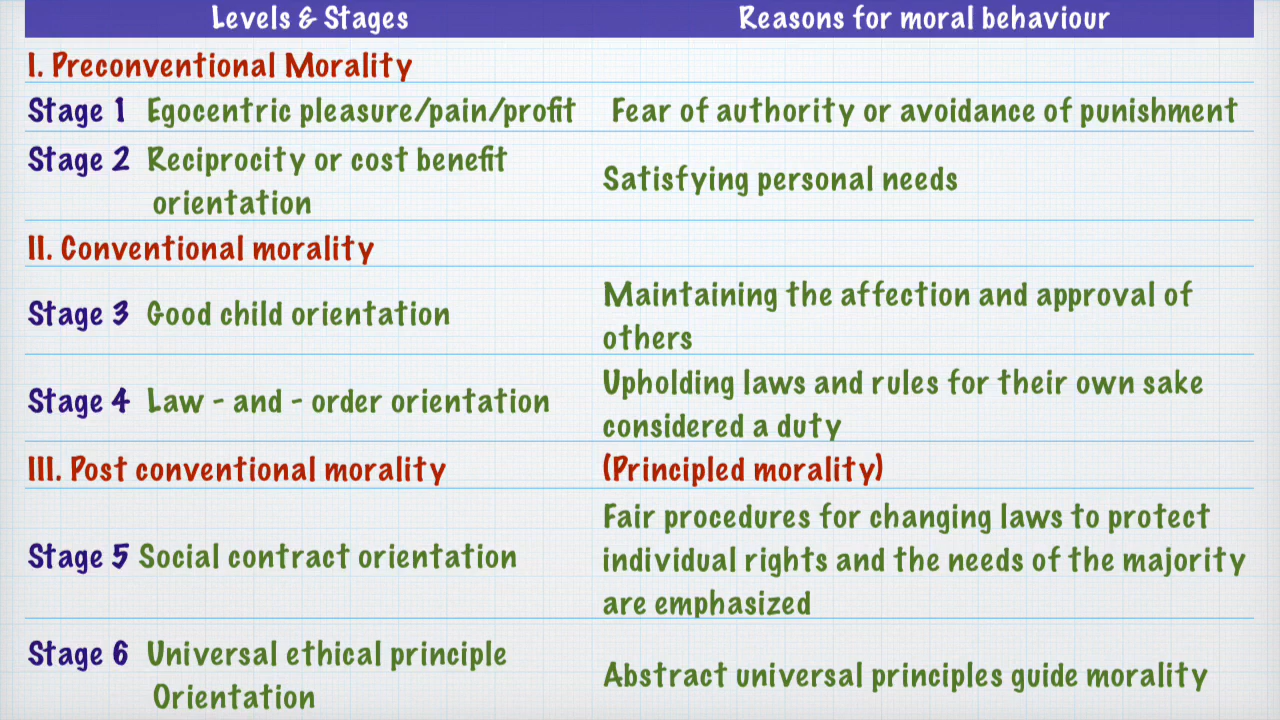 Levels & Stages Reasons for moral behaviour
I. Preconventional Morality
Stage 1 Egocentric pleasure/pain/profit Fear of authority or avoidance of punishment
Stage 2 Reciprocity or cost benefit
orientation
Satisfying personal needs
II. Conventional morality
Stage 3 Good child orientation
Maintaining the affection and approval of
others
Stage 4 Law - and - order orientation
Upholding laws and rules for their own sake
considered a duty
III. Post conventional morality (Principled morality)
Stage 5 Social contract orientation
Fair procedures for changing laws to protect
individual rights and the needs of the majority
are emphasized
Stage 6 Universal ethical principle
Orientation
Abstract universal principles guide morality